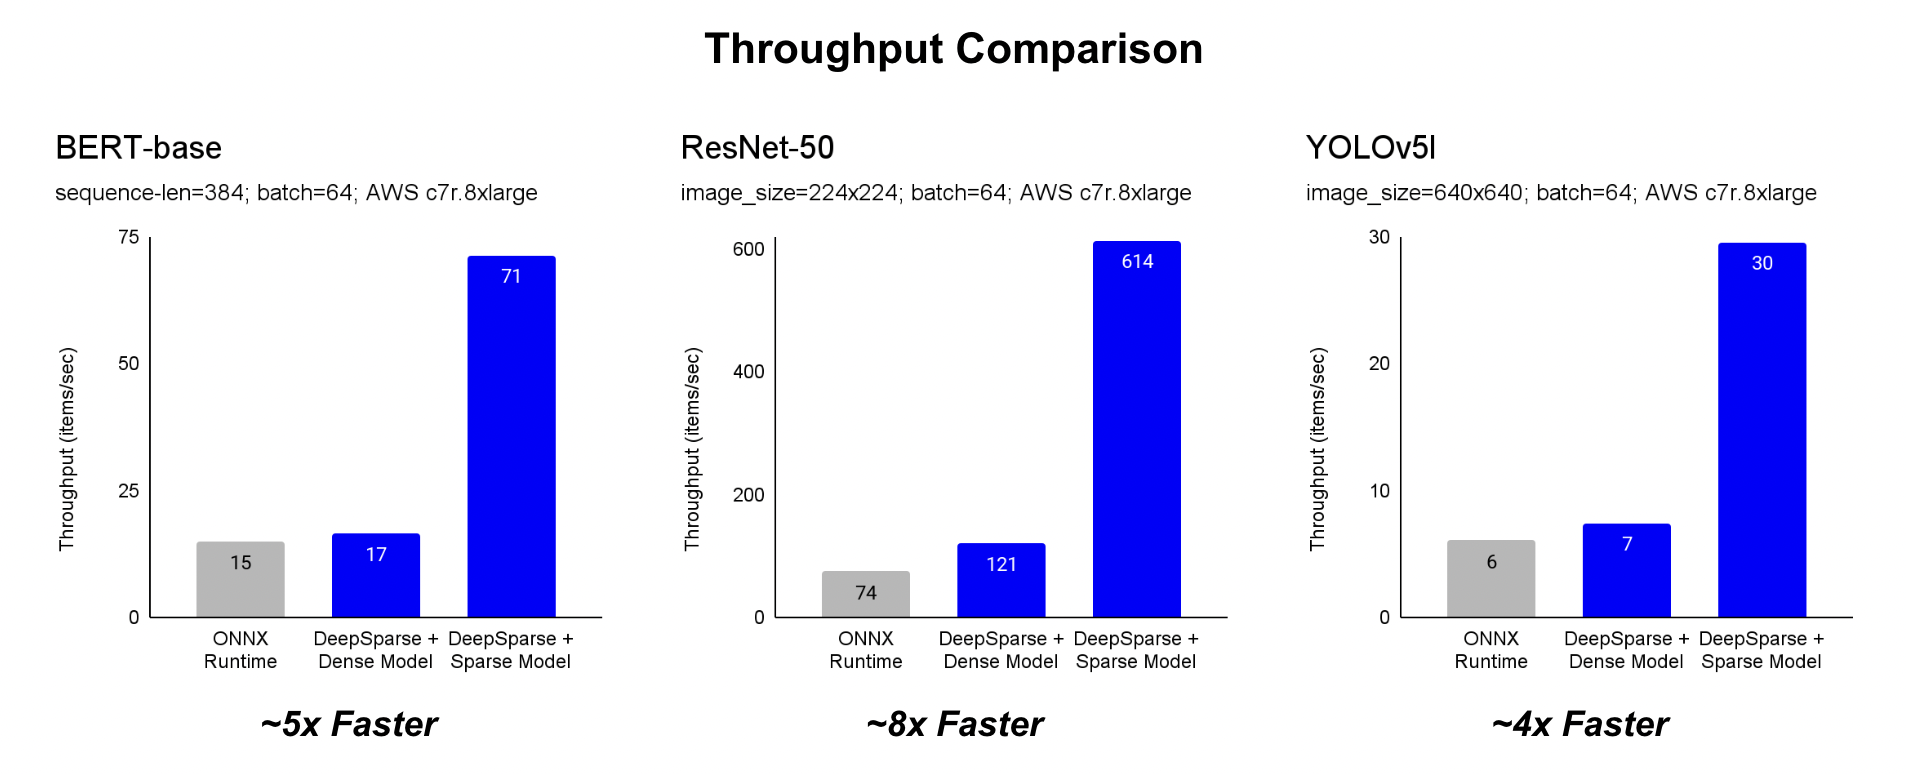 Throughput Comparison
BERT-base
sequence-len=384; batch=64; AWS c7r.8xlarge
Throughput (items/sec)
75
50
25
0
15
17
71
ONNX
Runtime
DeepSparse +
Dense Model
DeepSparse +
Sparse Model
~5x Faster
ResNet-50
image_size=224x224; batch=64; AWS c7r.8xlarge
Throughput (items/sec)
600
400
200
0
74
121
614
ONNX
Runtime
DeepSparse +
Dense Model
DeepSparse +
Sparse Model
~8x Faster
YOLOv5l
image_size=640x640; batch=64; AWS c7r.8xlarge
Throughput (items/sec)
30
20
10
0
6
7
30
ONNX
Runtime
DeepSparse +
Dense Model
DeepSparse +
Sparse Model
~4x Faster